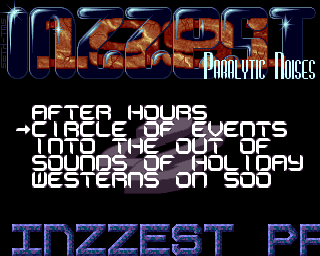 INZZEST
PARALYTIC NOISES
AFTER HOURS
→CIRCLE OF EVENTS
INTO THE OUT OF
SOUNDS OF HOLIDAY
WESTERNS ON 500
INZZEST PA